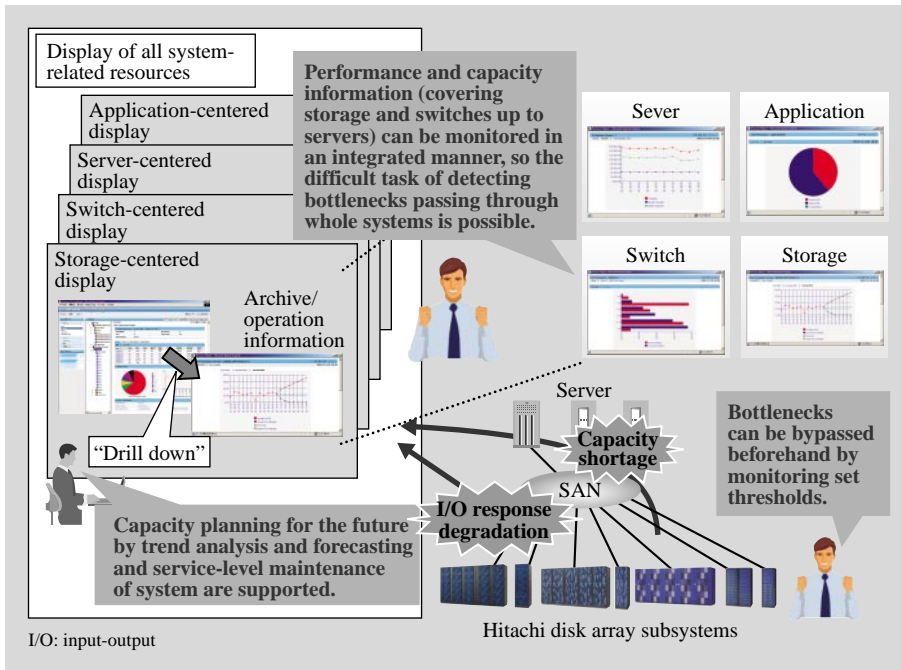 Display of all system-
related resources
Application-centered
display
Server-centered
display
Switch-centered
display
Storage-centered
display
Archive/
operation
information
“Drill down”
Performance and capacity
information (covering
storage and switches up to
servers) can be monitored in
an integrated manner, so the
difficult task of detecting
bottlenecks passing through
whole systems is possible.
Sever
Application
Switch
Storage
Server
Capacity
shortage
SAN
I/O response
degradation
Bottlenecks
can be bypassed
beforehand by
monitoring set
thresholds.
Capacity planning for the future
by trend analysis and forecasting
and service-level maintenance
of system are supported.
Hitachi disk array subsystems
I/O: input-output